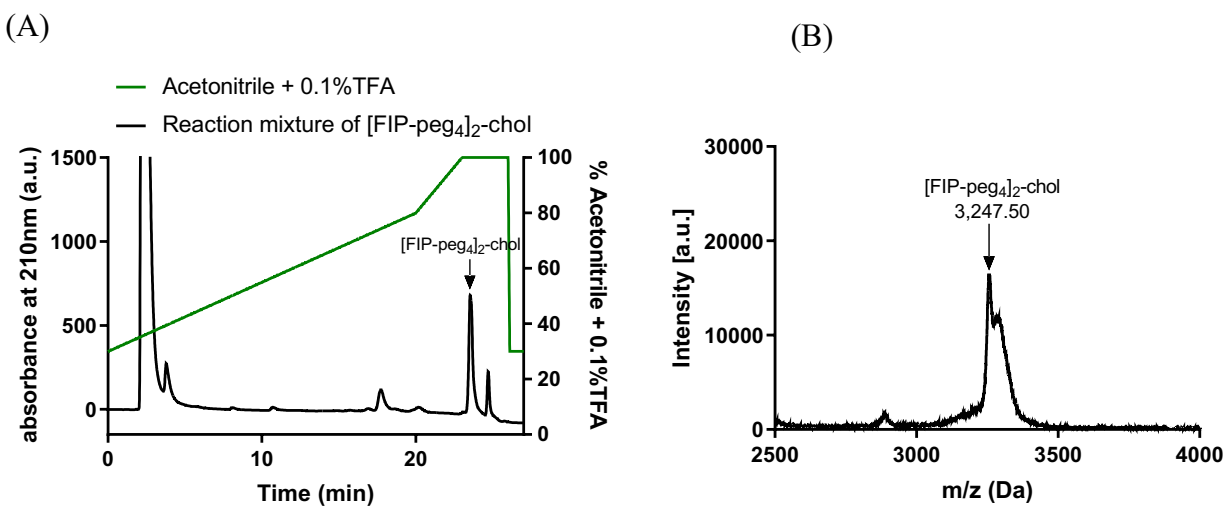 (A)
Acetonitrile + 0.1%TFA
Reaction mixture of [FIP-peg₄]₂-chol
absorbance at 210nm (a.u.)
1500
1000
500
0
[FIP-peg₄]₂-chol
100
80
60
40
20
0
% Acetonitrile + 0.1%TFA
0
10
20
Time (min)
(B)
Intensity [a.u.]
30000
20000
10000
0
[FIP-peg₄]₂-chol
3,247.50
2500
3000
3500
4000
m/z (Da)